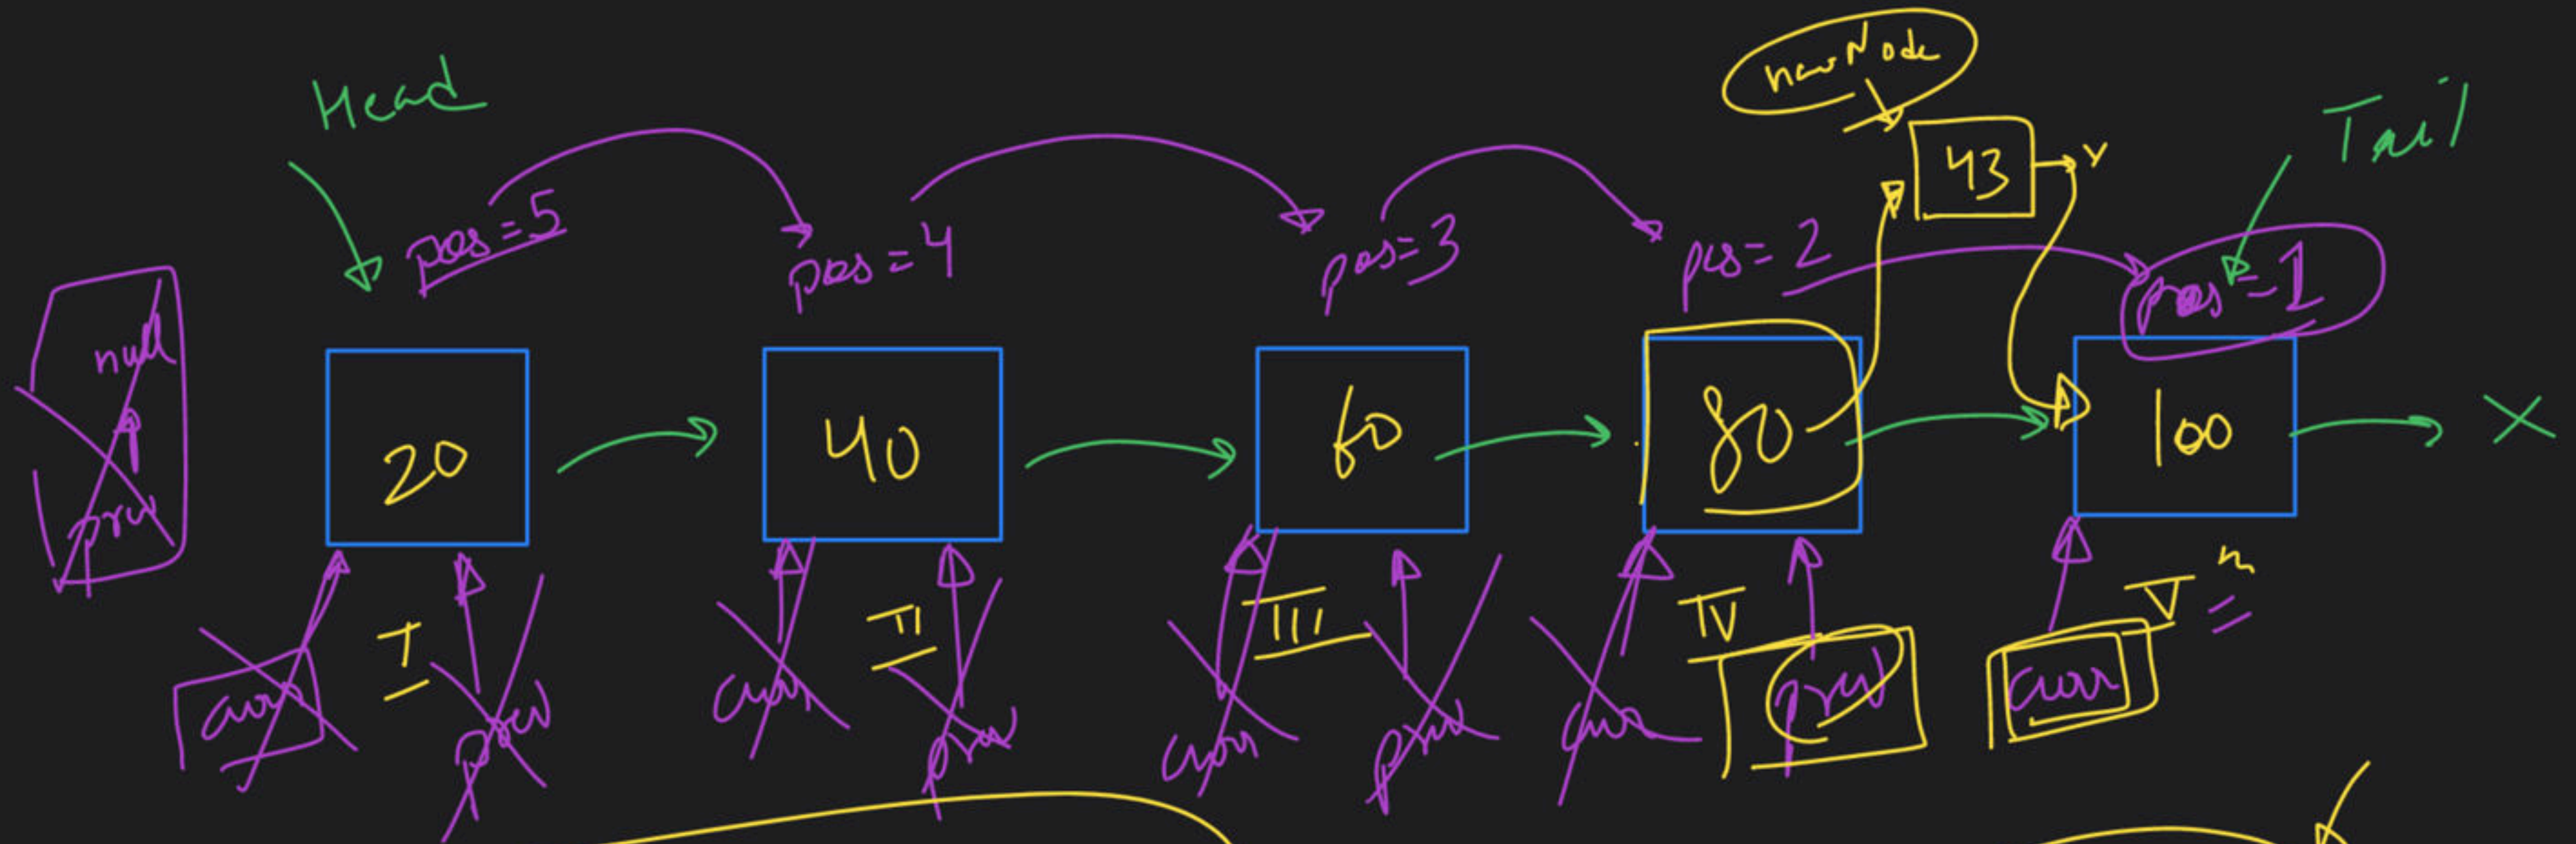 Head
newNode
Tail
43
pos=5
pos=4
pos=3
pos=2
pos=1
null
prev
20
40
60
80
100
X
I
II
III
IV
V
curr
prev
curr
prev
curr
prev
curr
prev
curr